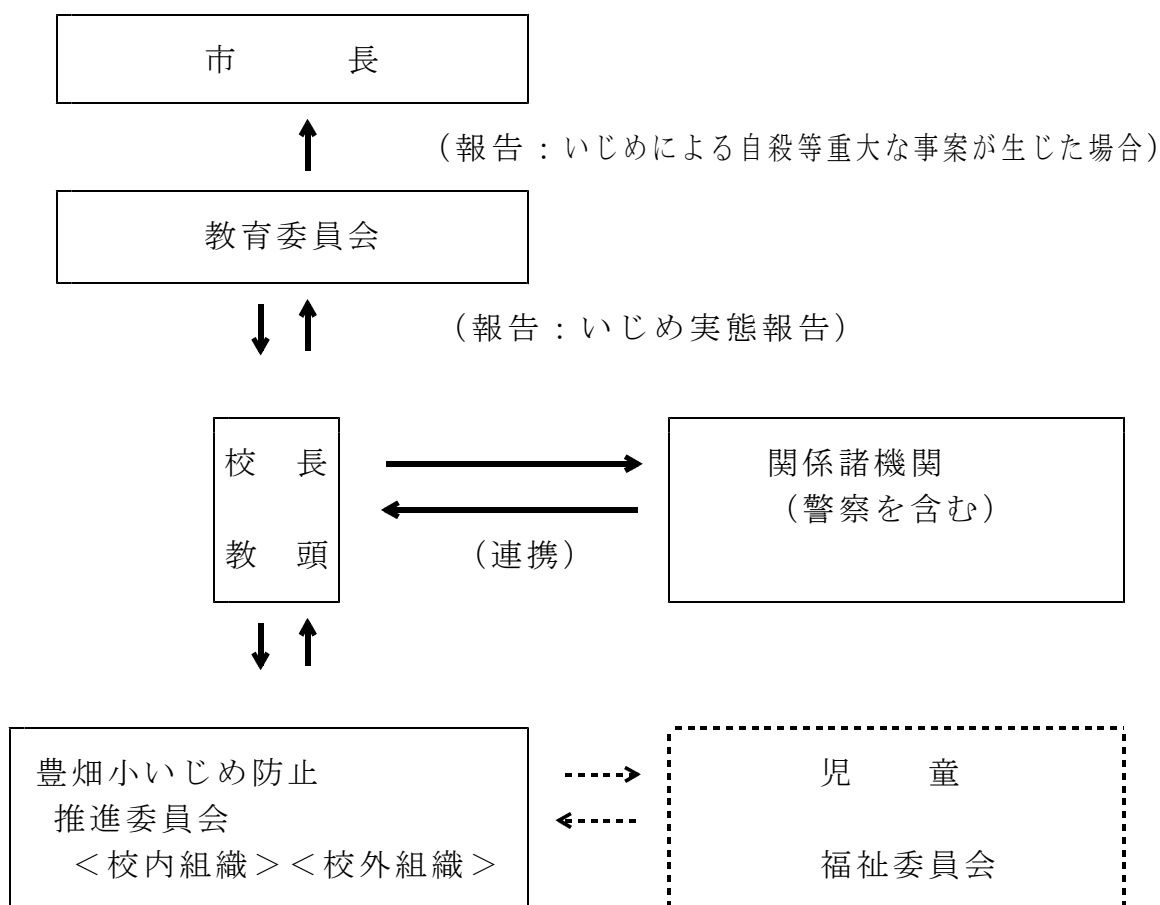 市　　　長
（報告：いじめによる自殺等重大な事案が生じた場合）
教育委員会
（報告：いじめ実態報告）
校　長
教　頭
（連携）
関係諸機関
（警察を含む）
豊畑小いじめ防止
推進委員会
＜校内組織＞＜校外組織＞
児　　童
福祉委員会